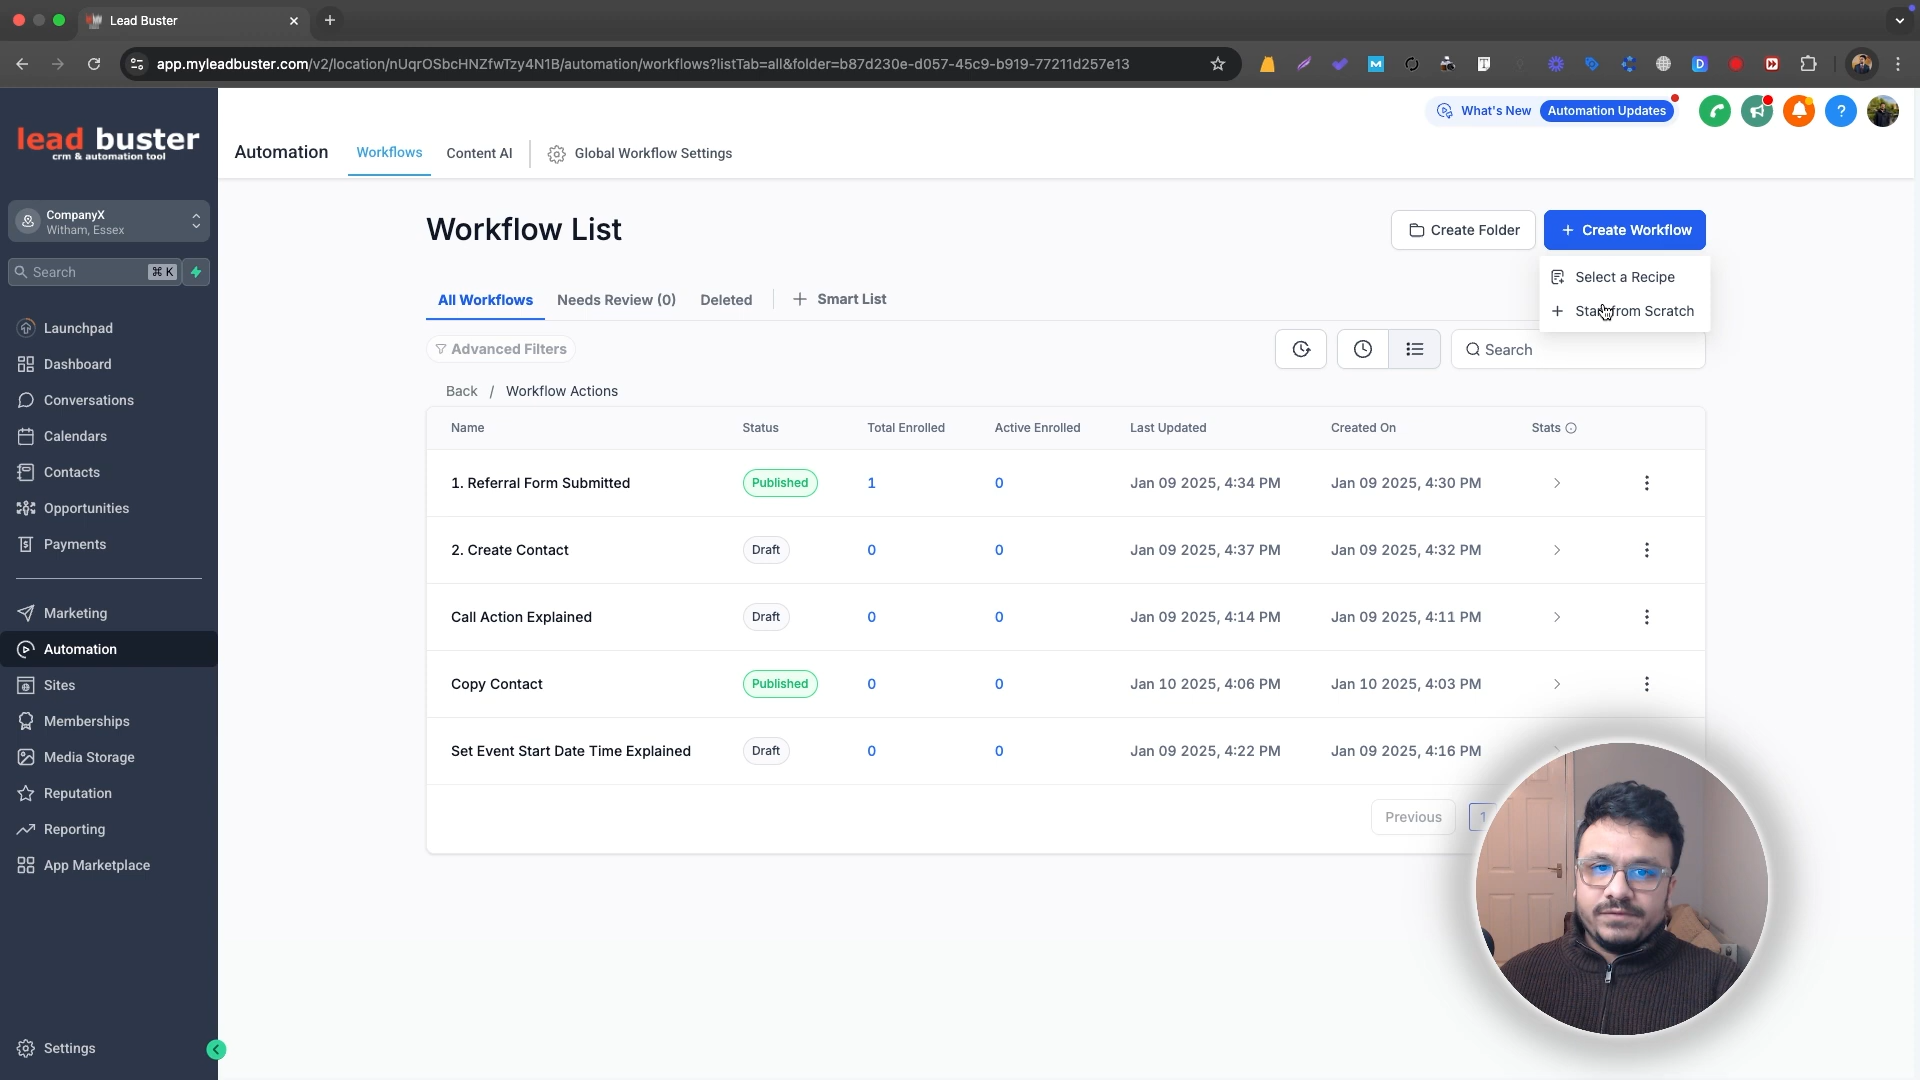 Lead Buster
app.myleadbuster.com/v2/location/nUqrOSbcHNZfwTzy4N1B/automation/workflows?listTab=all&folder=b87d230e-d057-45c9-b919-77211d257e13
What's New Automation Updates
lead buster
crm & automation tool
Automation Workflows Content AI Global Workflow Settings
CompanyX
Witham, Essex
Search ⌘ K
Launchpad
Dashboard
Conversations
Calendars
Contacts
Opportunities
Payments
Marketing
Automation
Sites
Memberships
Media Storage
Reputation
Reporting
App Marketplace
Settings
Workflow List
Create Folder
+ Create Workflow
Select a Recipe
+ Start from Scratch
All Workflows Needs Review (0) Deleted + Smart List
Advanced Filters
Search
Back / Workflow Actions
Name Status Total Enrolled Active Enrolled Last Updated Created On Stats
1. Referral Form Submitted Published 1 0 Jan 09 2025, 4:34 PM Jan 09 2025, 4:30 PM
2. Create Contact Draft 0 0 Jan 09 2025, 4:37 PM Jan 09 2025, 4:32 PM
Call Action Explained Draft 0 0 Jan 09 2025, 4:14 PM Jan 09 2025, 4:11 PM
Copy Contact Published 0 0 Jan 10 2025, 4:06 PM Jan 10 2025, 4:03 PM
Set Event Start Date Time Explained Draft 0 0 Jan 09 2025, 4:22 PM Jan 09 2025, 4:16 PM
Previous 1